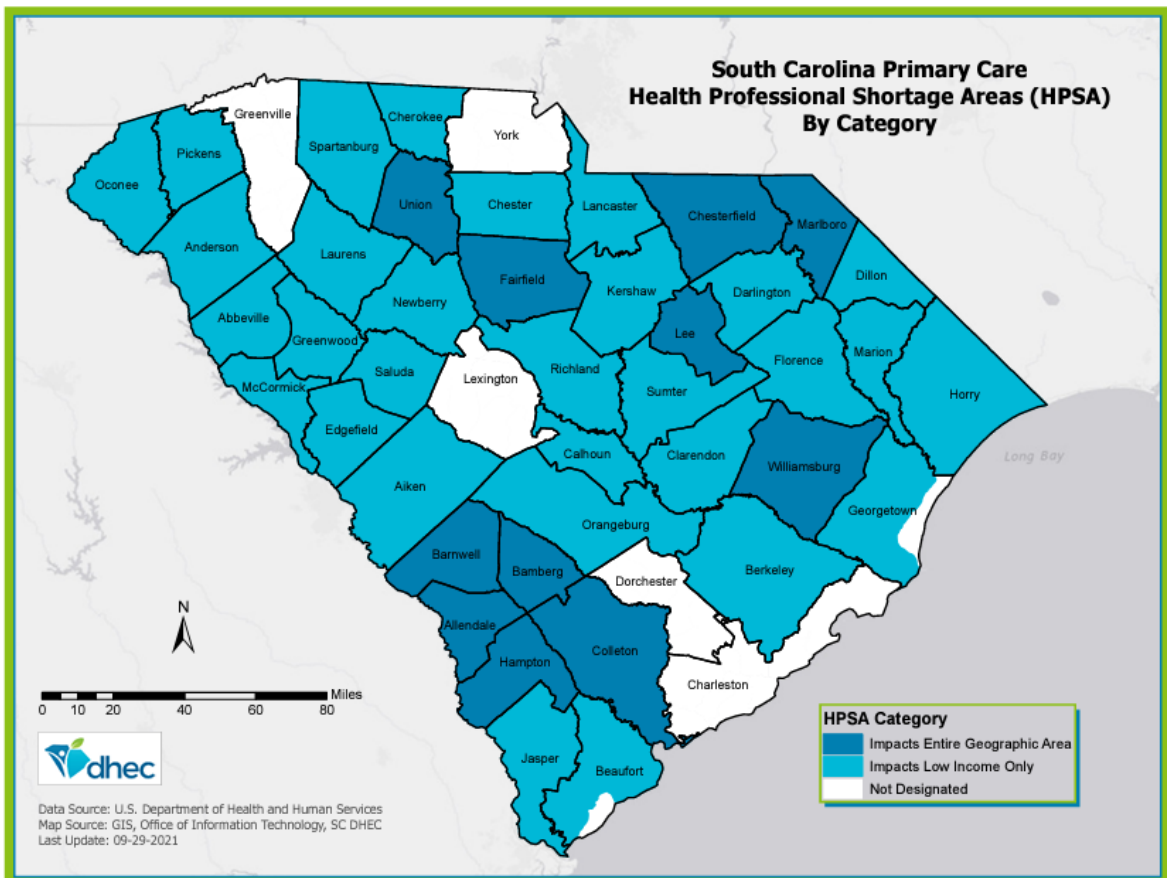 South Carolina Primary Care
Health Professional Shortage Areas (HPSA)
By Category
Greenville
Cherokee
York
Pickens
Spartanburg
Oconee
Union
Chester
Lancaster
Chesterfield
Marlboro
Anderson
Laurens
Fairfield
Kershaw
Darlington
Dillon
Newberry
Abbeville
Greenwood
Lee
Florence
Marion
Saluda
Lexington
Richland
McCormick
Sumter
Horry
Edgefield
Calhoun
Clarendon
Williamsburg
Long Bay
Aiken
Orangeburg
Georgetown
Barnwell
Bamberg
Dorchester
Berkeley
Allendale
Hampton
Colleton
Charleston
Jasper
Beaufort
N
Miles
0 10 20 40 60 80
HPSA Category
Impacts Entire Geographic Area
Impacts Low Income Only
Not Designated
dhec
Data Source: U.S. Department of Health and Human Services
Map Source: GIS, Office of Information Technology, SC DHEC
Last Update: 09-29-2021